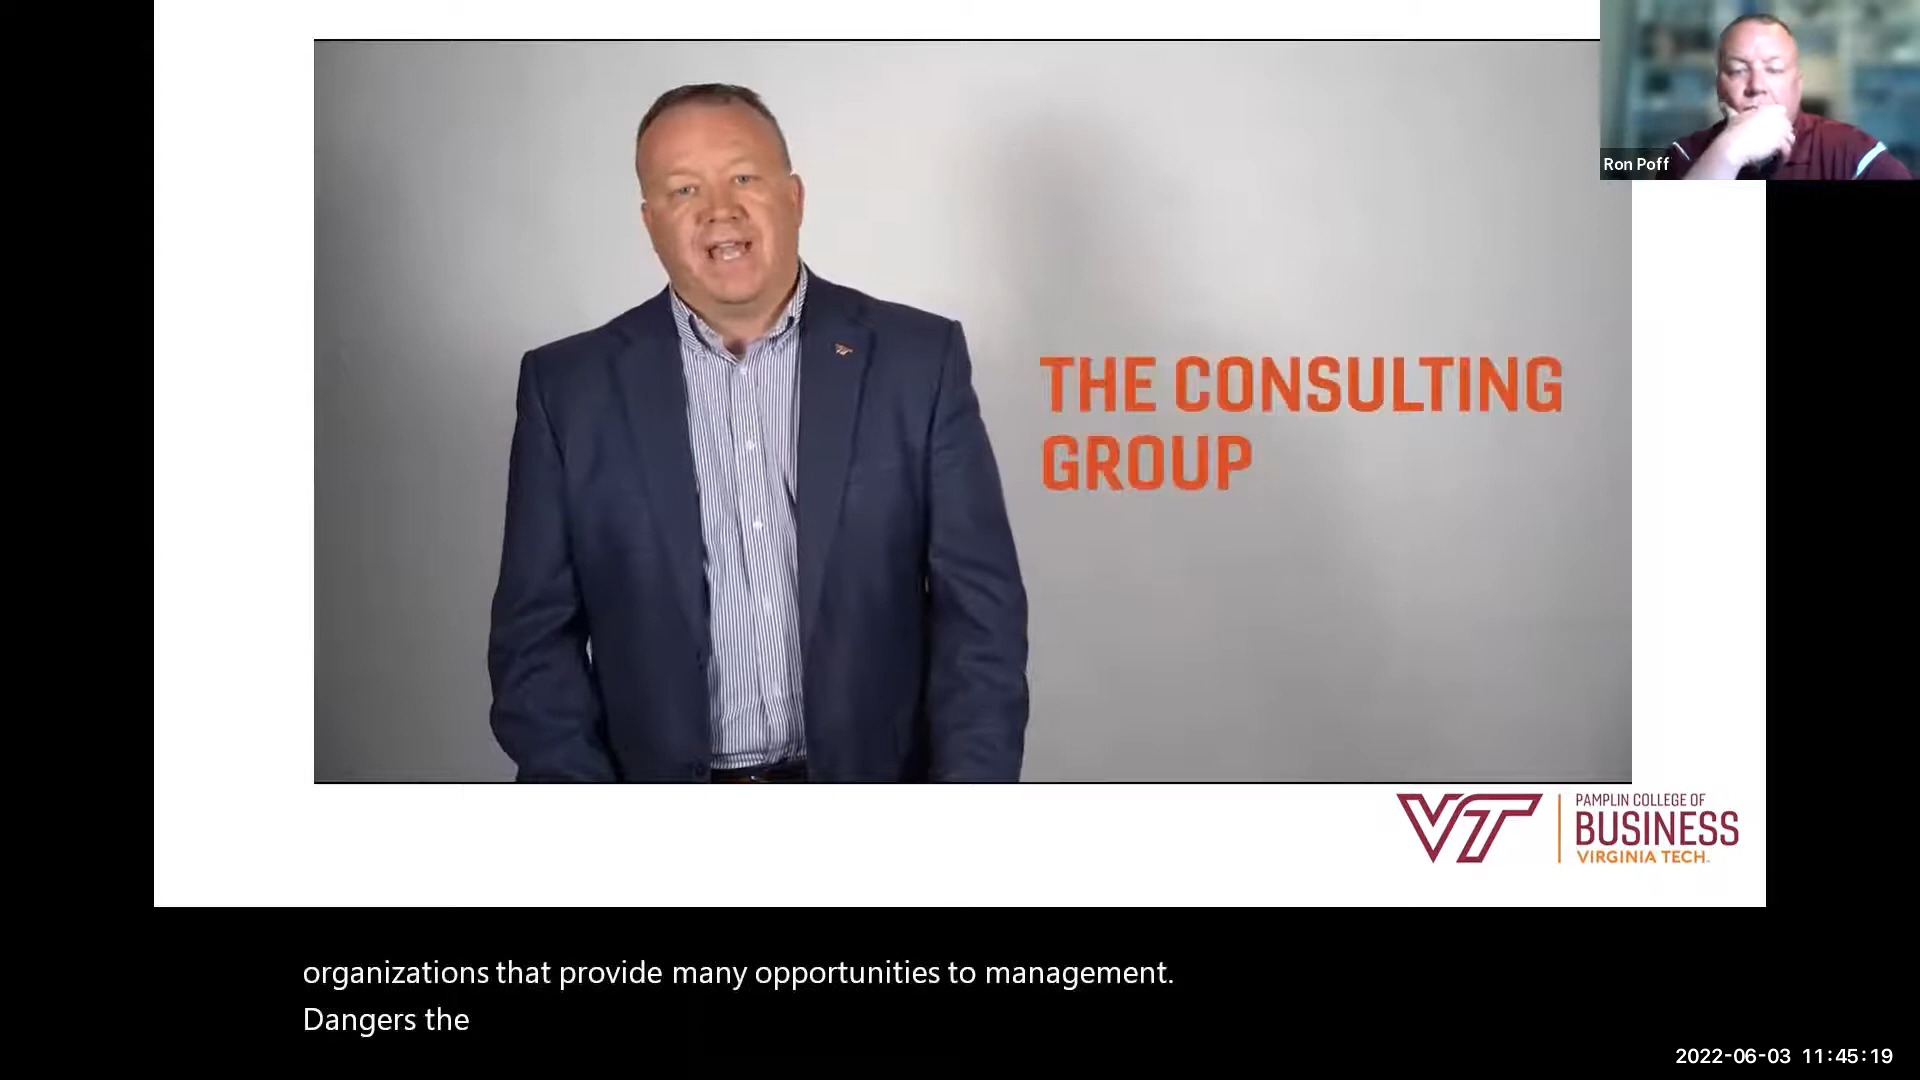 Ron Poff
THE CONSULTING
GROUP
VT
PAMPLIN COLLEGE OF
BUSINESS
VIRGINIA TECH.
organizations that provide many opportunities to management.
Dangers the
2022-06-03 11:45:19